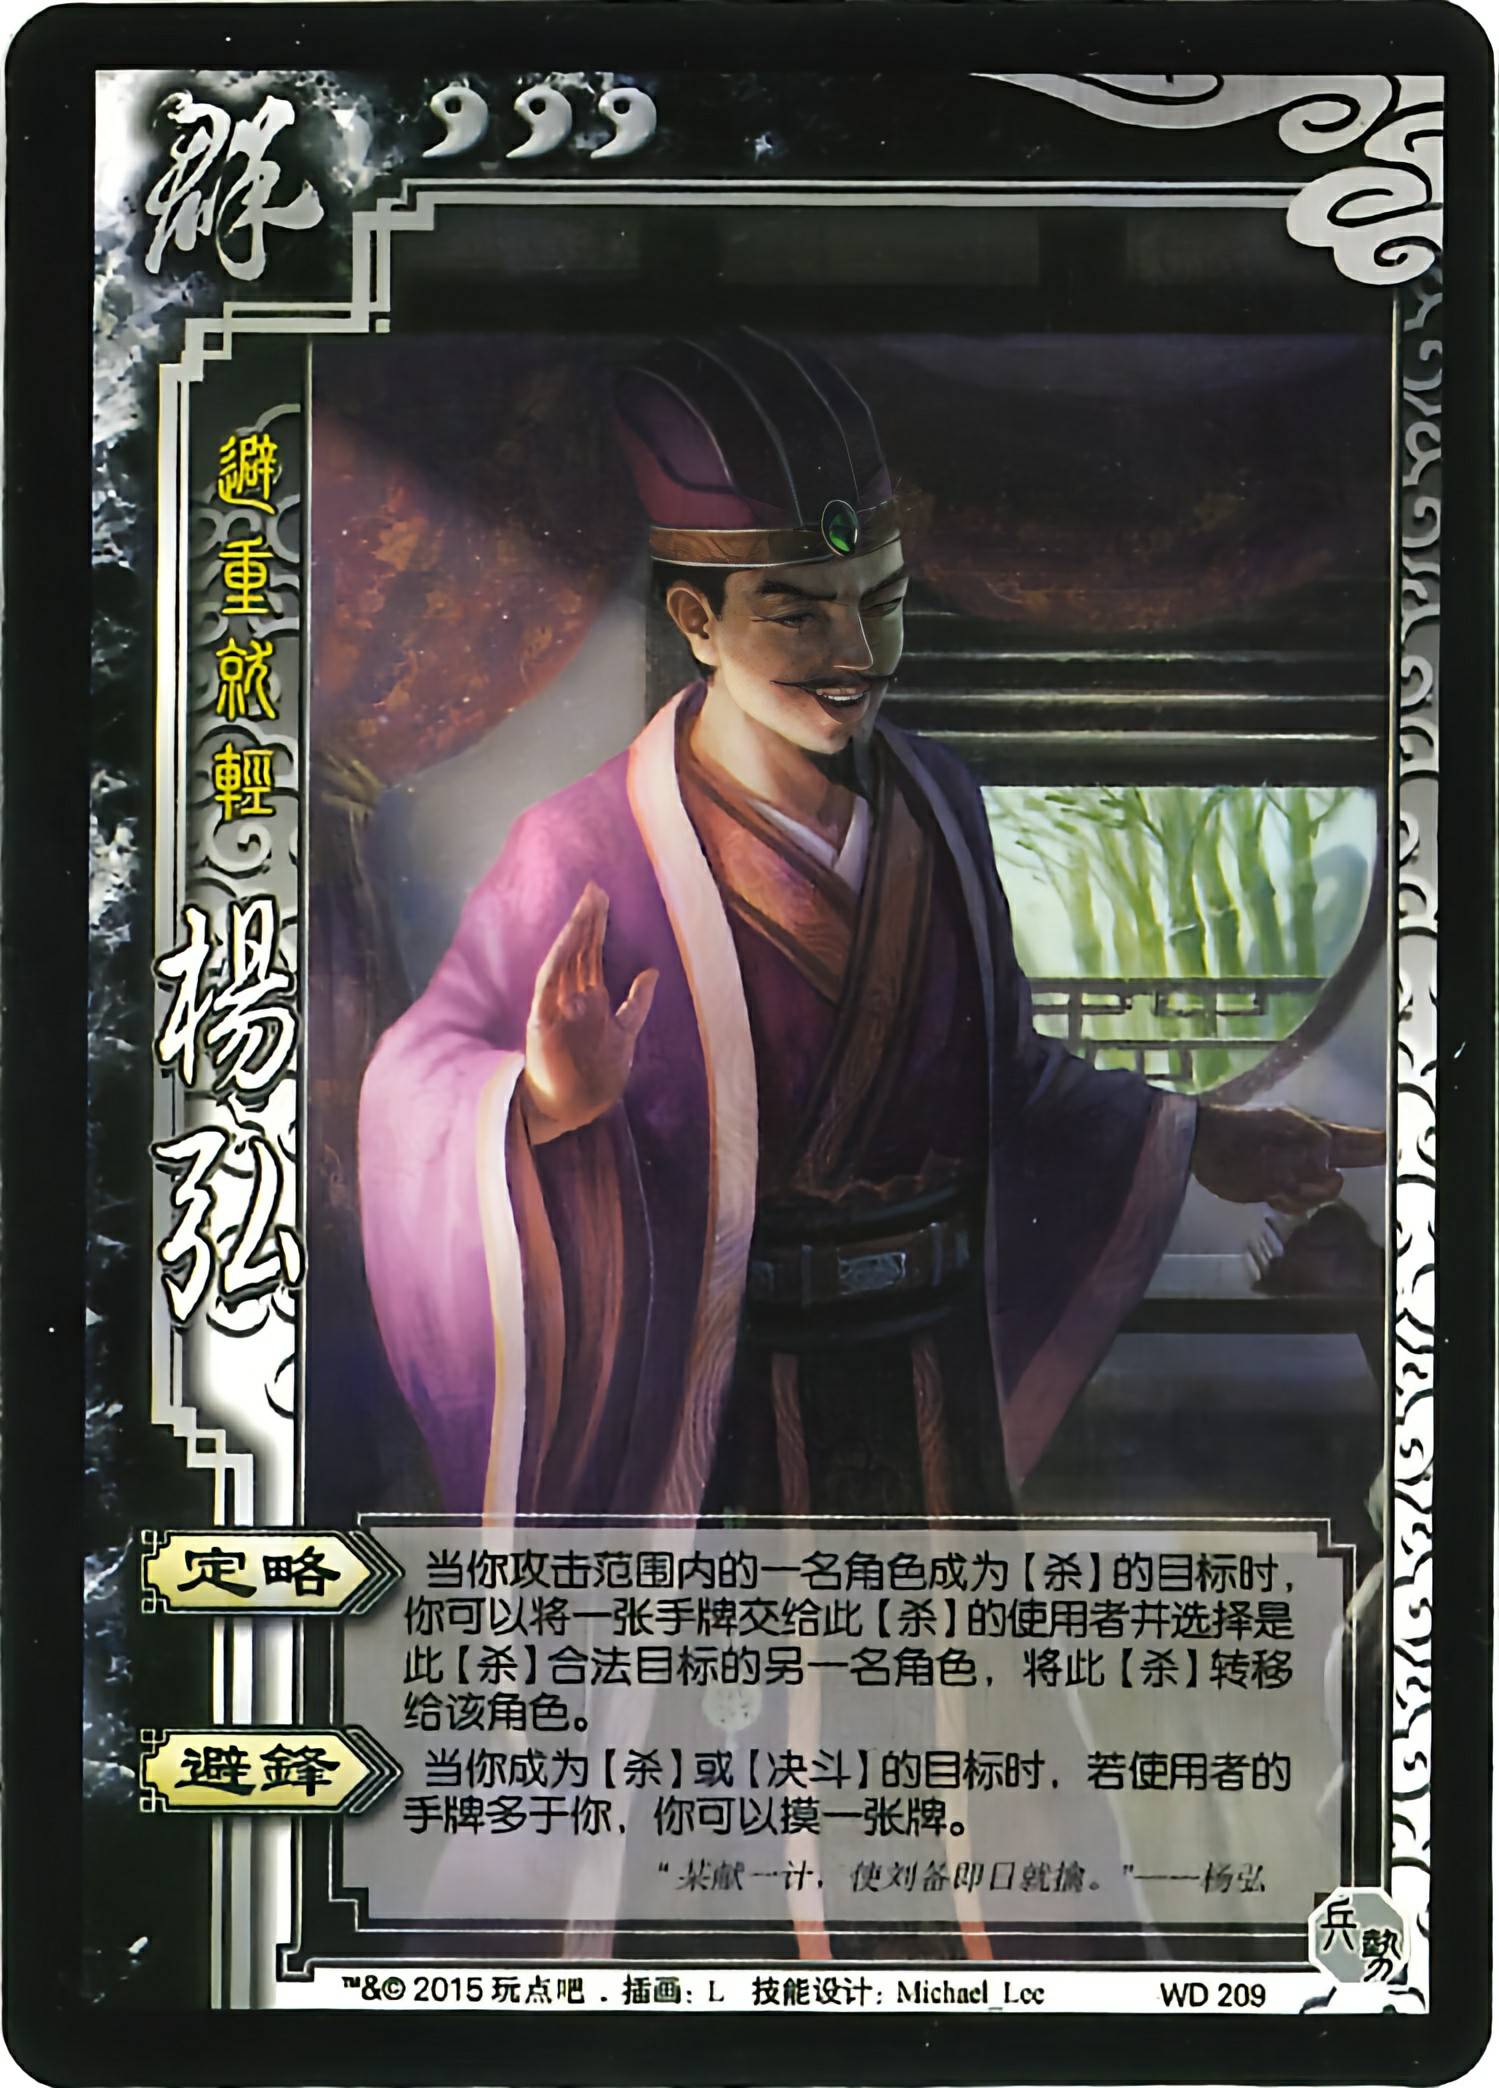 群
避重就輕
楊弘
定略
当你攻击范围内的一名角色成为【杀】的目标时，
你可以将一张手牌交给此【杀】的使用者并选择是
此【杀】合法目标的另一名角色，将此【杀】转移
给该角色。
避鋒
当你成为【杀】或【决斗】的目标时，若使用者的
手牌多于你，你可以摸一张牌。
“某献一计，使刘备即日就擒。”——杨弘
兵勢
™&© 2015 玩点吧 . 插画：L 技能设计：Michael_Lee WD 209